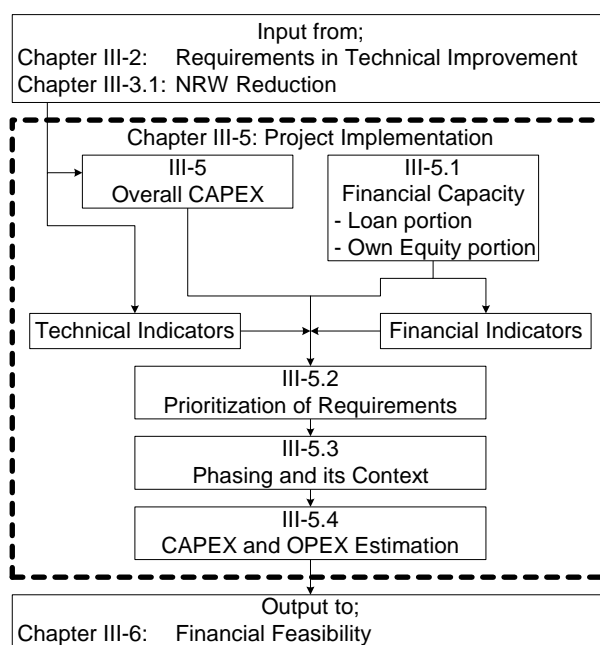 Input from;
Chapter III-2: Requirements in Technical Improvement
Chapter III-3.1: NRW Reduction
Chapter III-5: Project Implementation
III-5
Overall CAPEX
III-5.1
Financial Capacity
- Loan portion
- Own Equity portion
Technical Indicators
Financial Indicators
III-5.2
Prioritization of Requirements
III-5.3
Phasing and its Context
III-5.4
CAPEX and OPEX Estimation
Output to;
Chapter III-6: Financial Feasibility